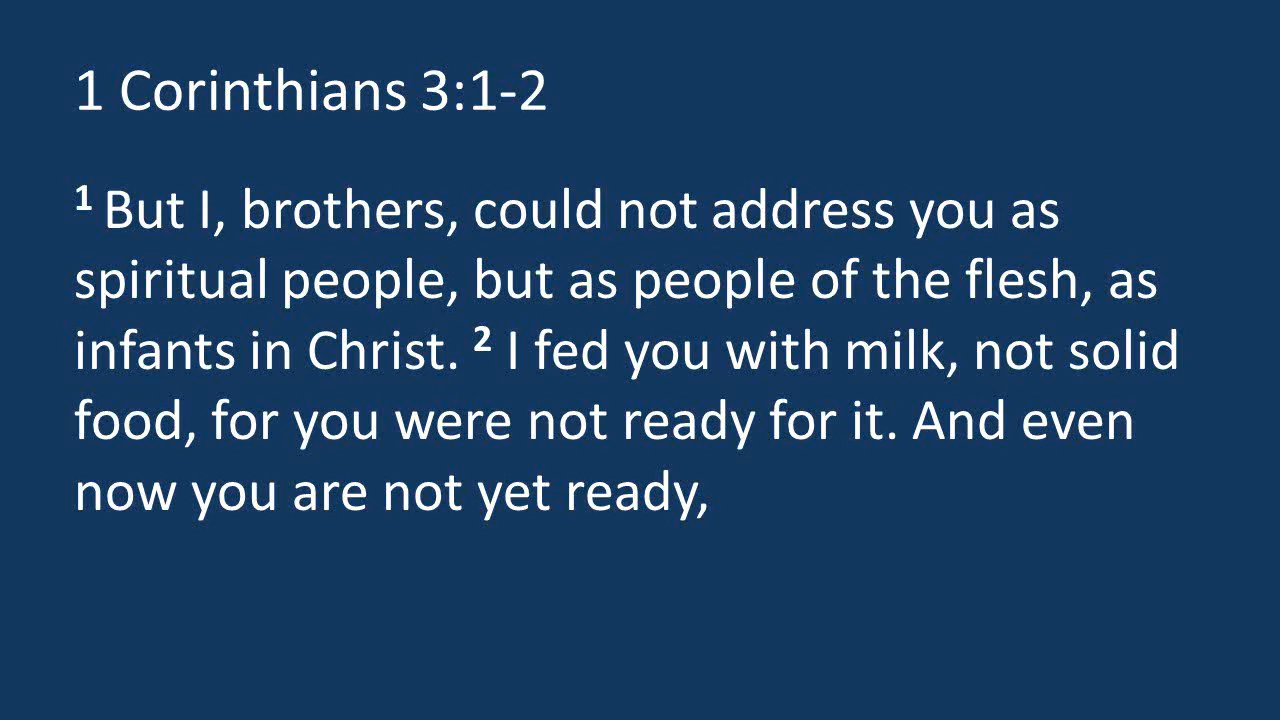 1 Corinthians 3:1-2
1 But I, brothers, could not address you as
spiritual people, but as people of the flesh, as
infants in Christ. 2 I fed you with milk, not solid
food, for you were not ready for it. And even
now you are not yet ready,